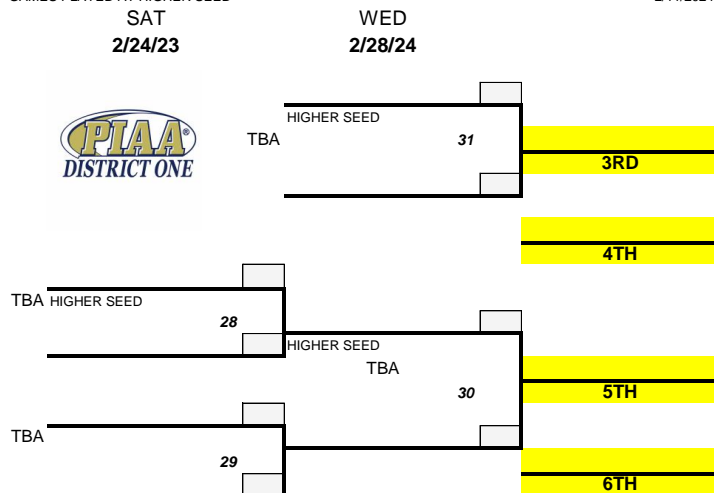 SAT WED
2/24/23 2/28/24
HIGHER SEED
TBA 31
PIAA®
DISTRICT ONE
3RD
4TH
TBA HIGHER SEED
28
HIGHER SEED
TBA
30 5TH
TBA
29
6TH